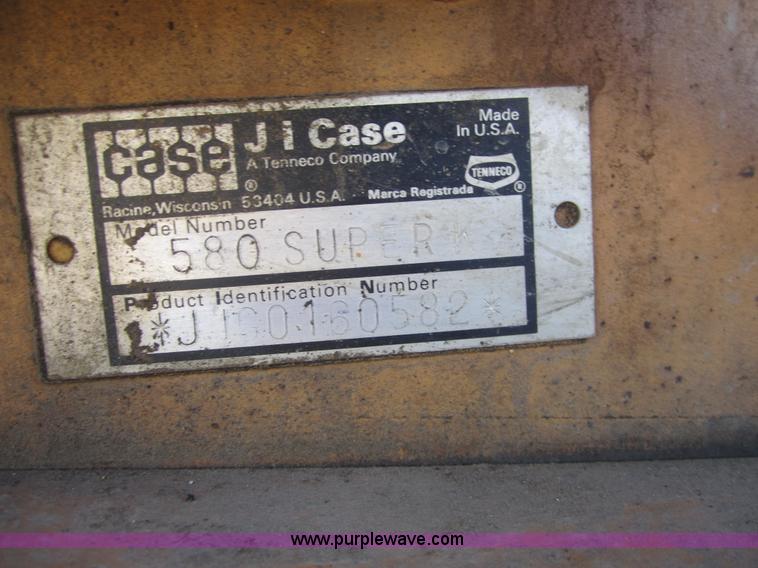 case
J i Case
A Tenneco Company
Made
In U.S.A.
TENNECO
®
®
Racine, Wisconsin 53404 U.S.A. Marca Registrada
Model Number
580 SUPER K
Product Identification Number
*JJG0160582*
www.purplewave.com